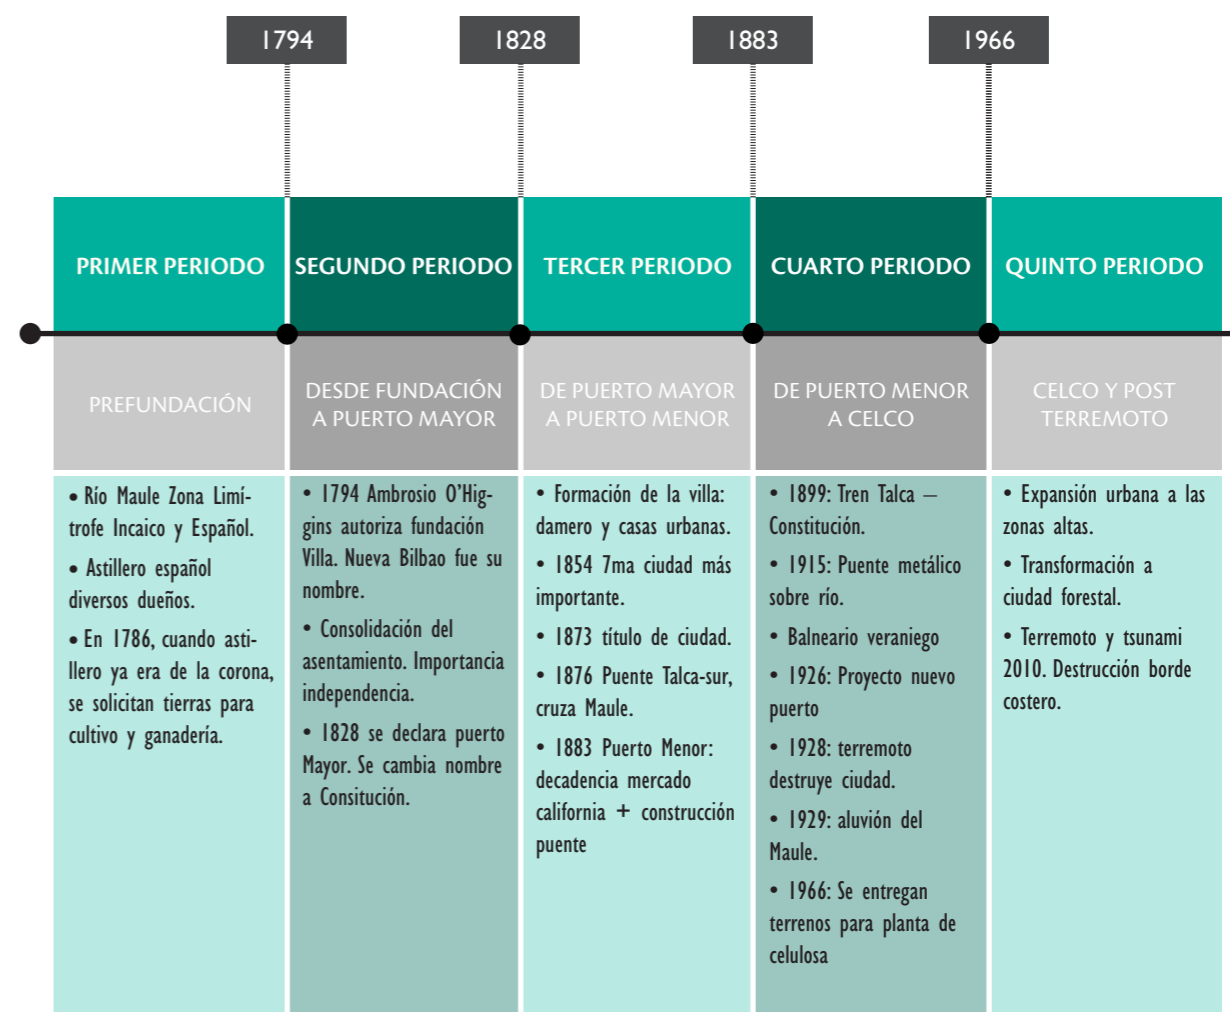 1794
1828
1883
1966
PRIMER PERIODO
SEGUNDO PERIODO
TERCER PERIODO
CUARTO PERIODO
QUINTO PERIODO
PREFUNDACIÓN
DESDE FUNDACIÓN
A PUERTO MAYOR
DE PUERTO MAYOR
A PUERTO MENOR
DE PUERTO MENOR
A CELCO
CELCO Y POST
TERREMOTO
• Río Maule Zona Limí-
trofe Incaico y Español.
• Astillero español
diversos dueños.
• En 1786, cuando asti-
llero ya era de la corona,
se solicitan tierras para
cultivo y ganadería.
• 1794 Ambrosio O'Hig-
gins autoriza fundación
Villa. Nueva Bilbao fue su
nombre.
• Consolidación del
asentamiento. Importancia
independencia.
• 1828 se declara puerto
Mayor. Se cambia nombre
a Consitución.
• Formación de la villa:
damero y casas urbanas.
• 1854 7ma ciudad más
importante.
• 1873 título de ciudad.
• 1876 Puente Talca-sur,
cruza Maule.
• 1883 Puerto Menor:
decadencia mercado
california + construcción
puente
• 1899: Tren Talca –
Constitución.
• 1915: Puente metálico
sobre río.
• Balneario veraniego
• 1926: Proyecto nuevo
puerto
• 1928: terremoto
destruye ciudad.
• 1929: aluvión del
Maule.
• 1966: Se entregan
terrenos para planta de
celulosa
• Expansión urbana a las
zonas altas.
• Transformación a
ciudad forestal.
• Terremoto y tsunami
2010. Destrucción borde
costero.